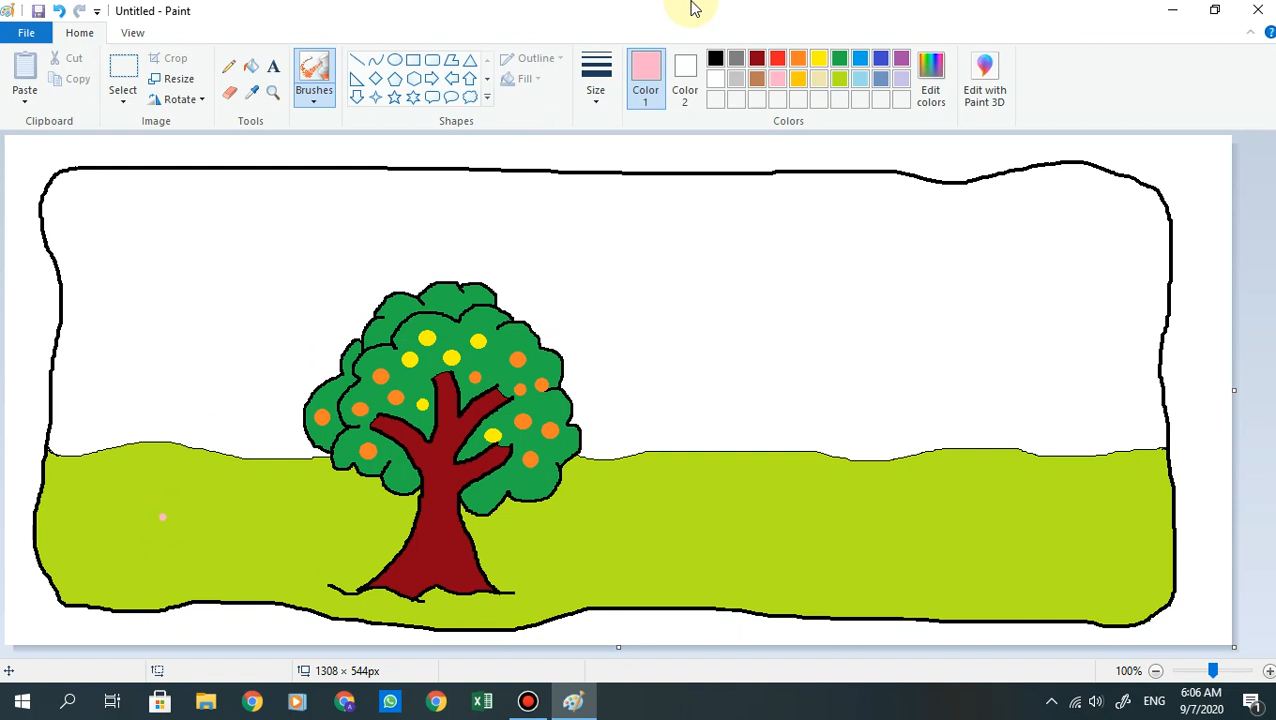 Untitled - Paint
File Home View
Paste
Cut
Copy
Clipboard
Select
Crop
Resize
Rotate
Image
A
Tools
Brushes
Shapes
Outline
Fill
Size
Color 1
Color 2
Colors
Edit colors
Edit with Paint 3D
1308 × 544px
100%
ENG
6:06 AM
9/7/2020
1